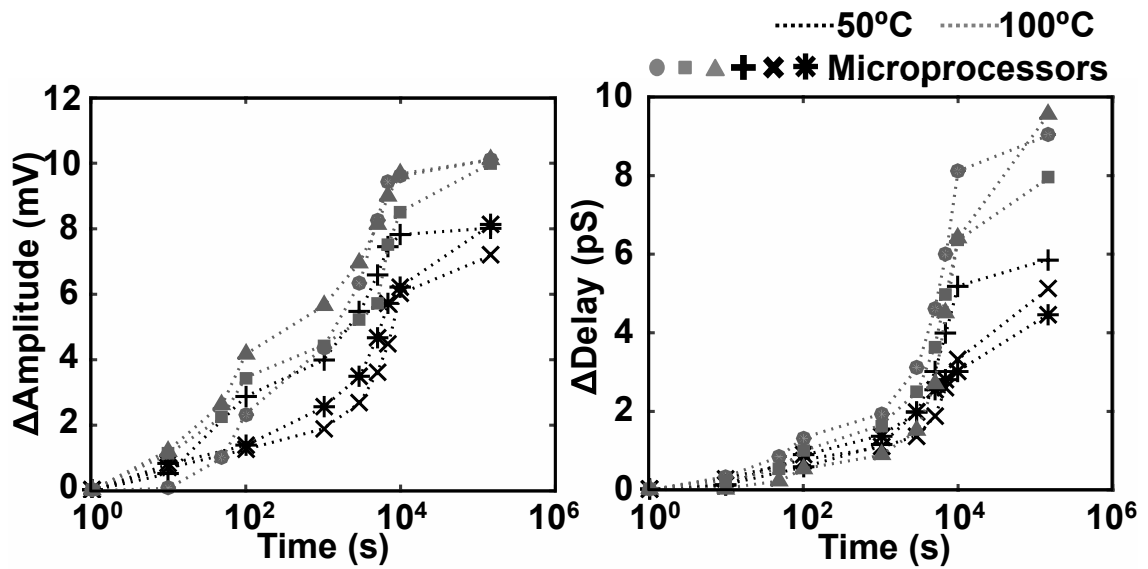 50ºC 100ºC
Microprocessors
ΔAmplitude (mV)
12
10
8
6
4
2
0
10⁰ 10² 10⁴ 10⁶
Time (s)
ΔDelay (pS)
10
8
6
4
2
0
10⁰ 10² 10⁴ 10⁶
Time (s)